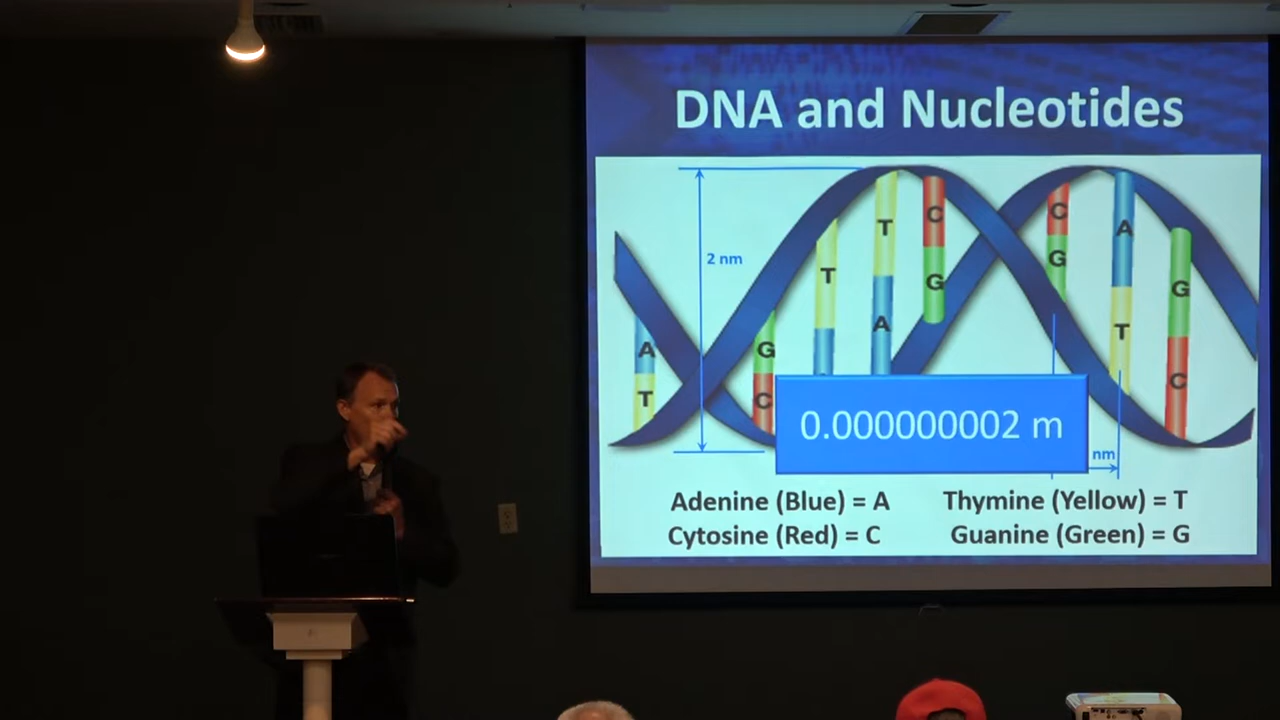 DNA and Nucleotides
2 nm
A
T
G
C
T
T
A
C
G
C
G
A
T
G
C
0.000000002 m
nm
Adenine (Blue) = A
Thymine (Yellow) = T
Cytosine (Red) = C
Guanine (Green) = G